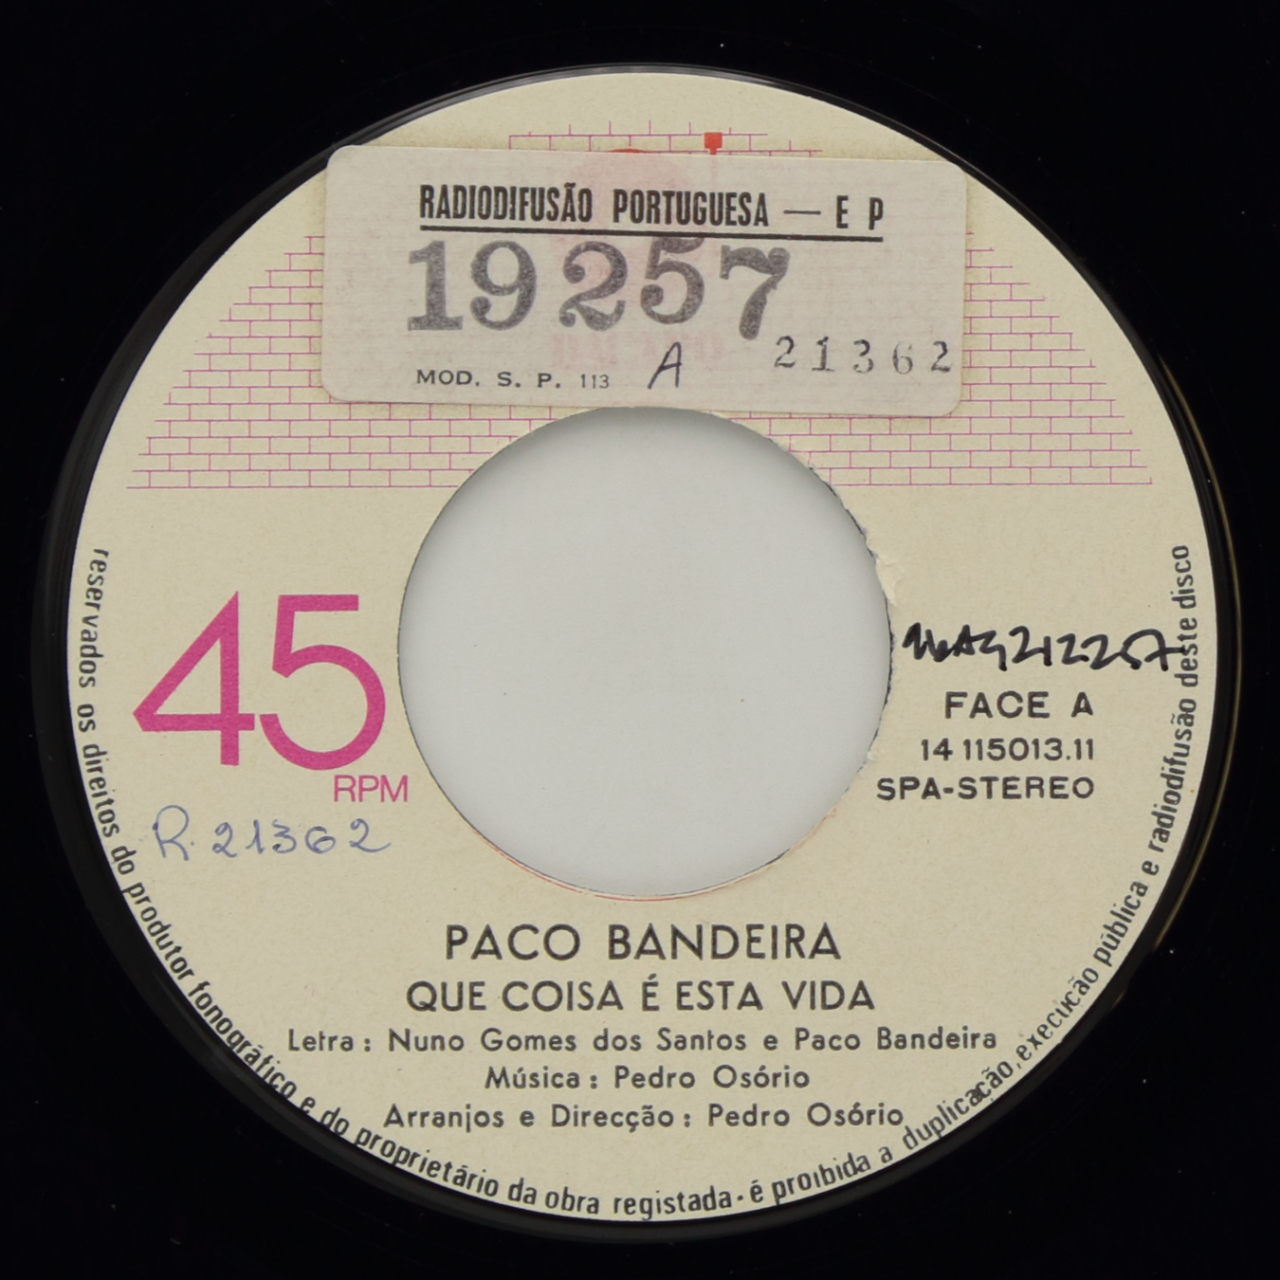 RADIODIFUSÃO PORTUGUESA — E P
19257
MOD. S. P. 113 A 21362
45
RPM
R. 21362
FACE A
14 115013.11
SPA-STEREO
PACO BANDEIRA
QUE COISA É ESTA VIDA
Letra : Nuno Gomes dos Santos e Paco Bandeira
Música : Pedro Osório
Arranjos e Direcção : Pedro Osório
reservados os direitos do produtor fonográfico e do proprietário da obra registada · é proibida a duplicação, execução pública e radiodifusão deste disco